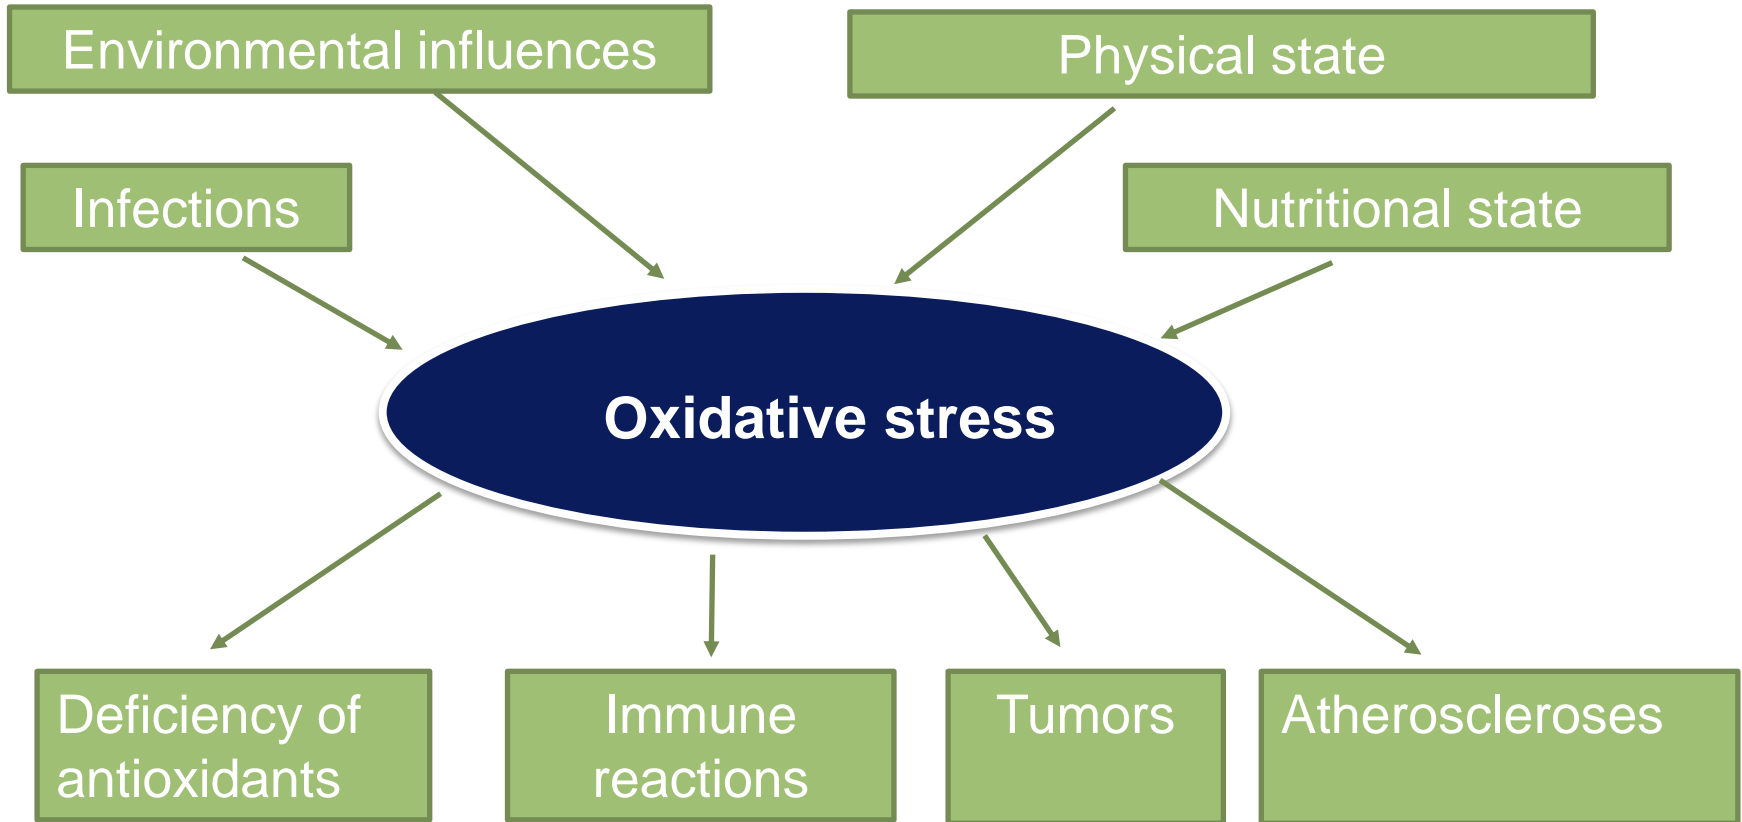 Environmental influences
Physical state
Infections
Nutritional state
Oxidative stress
Deficiency of
antioxidants
Immune
reactions
Tumors
Atheroscleroses